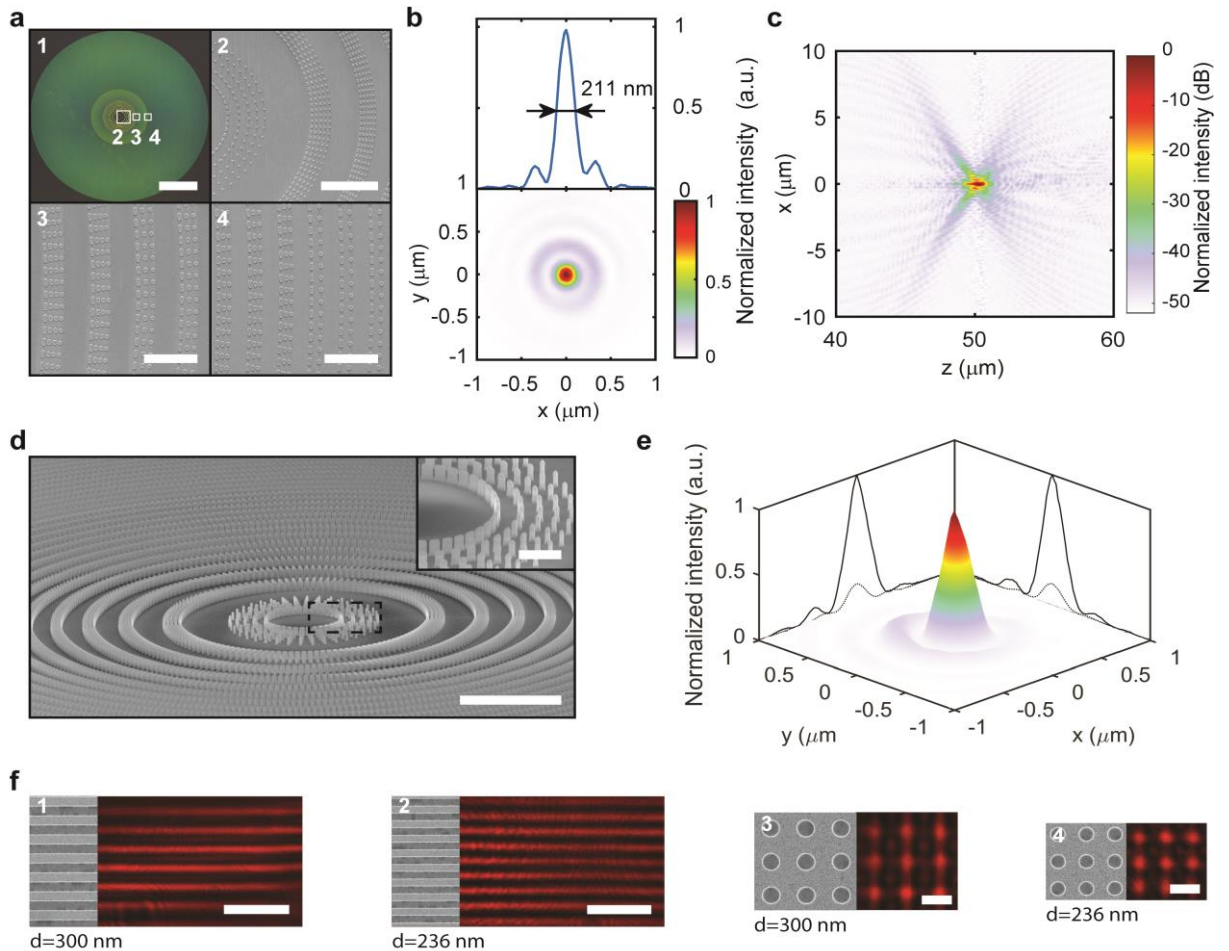 a
1
2
2 3 4
3
4
b
1
0.5
0
211 nm
Normalized intensity (a.u.)
1
0.5
0
-0.5
-1
y (μm)
1
0.5
0
-1 -0.5 0 0.5 1
x (μm)
c
10
5
0
-5
-10
x (μm)
40 50 60
z (μm)
0
-10
-20
-30
-40
-50
Normalized intensity (dB)
d
e
Normalized intensity (a.u.)
1
0.5
0
1
0.5
0
-0.5
-1
y (μm
-1
-0.5
0
0.5
1
x (μm)
f
1
d=300 nm
2
d=236 nm
3
d=300 nm
4
d=236 nm